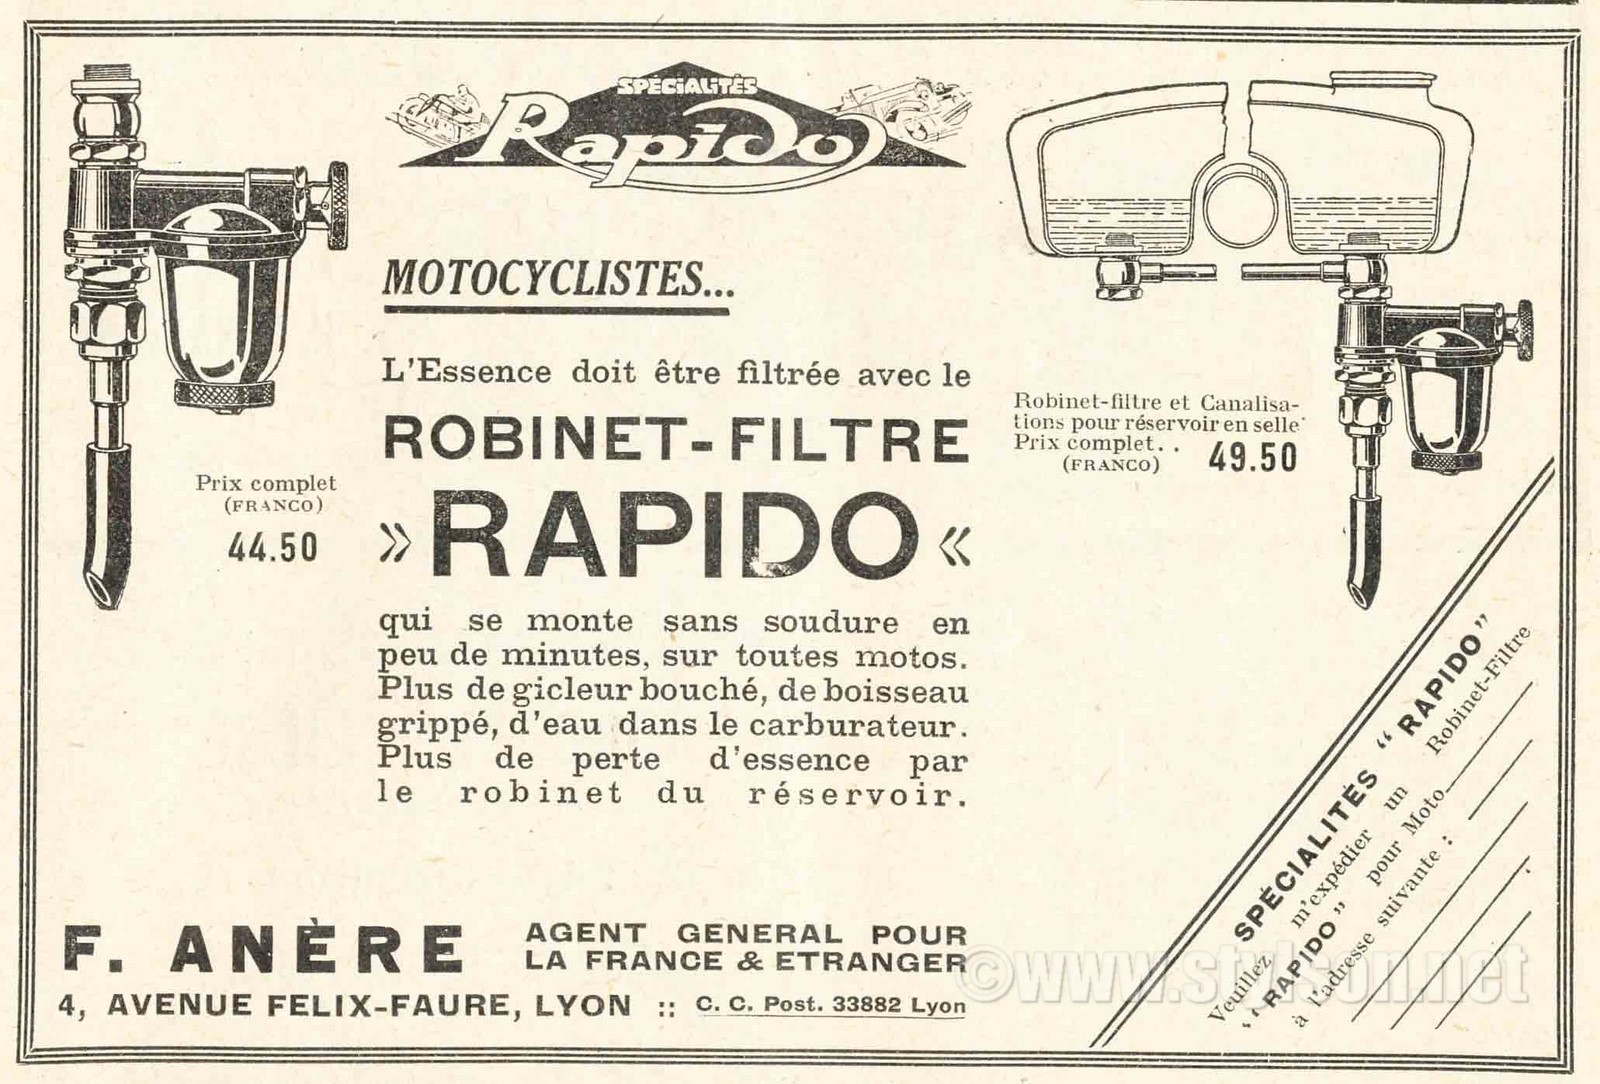 SPÉCIALITÉS
Rapido
MOTOCYCLISTES...
L'Essence doit être filtrée avec le
ROBINET-FILTRE
» RAPIDO «
qui se monte sans soudure en
peu de minutes, sur toutes motos.
Plus de gicleur bouché, de boisseau
grippé, d'eau dans le carburateur.
Plus de perte d'essence par
le robinet du réservoir.
Prix complet
(FRANCO)
44.50
Robinet-filtre et Canalisa-
tions pour réservoir en selle
Prix complet. .
(FRANCO) 49.50
F. ANÈRE
AGENT GENERAL POUR
LA FRANCE & ETRANGER
4, AVENUE FELIX-FAURE, LYON :: C. C. Post. 33882 Lyon
SPÉCIALITÉS “ RAPIDO ”
Veuillez m'expédier un Robinet-Filtre
“ RAPIDO ” pour Moto
à l'adresse suivante :
©www.stylson.net